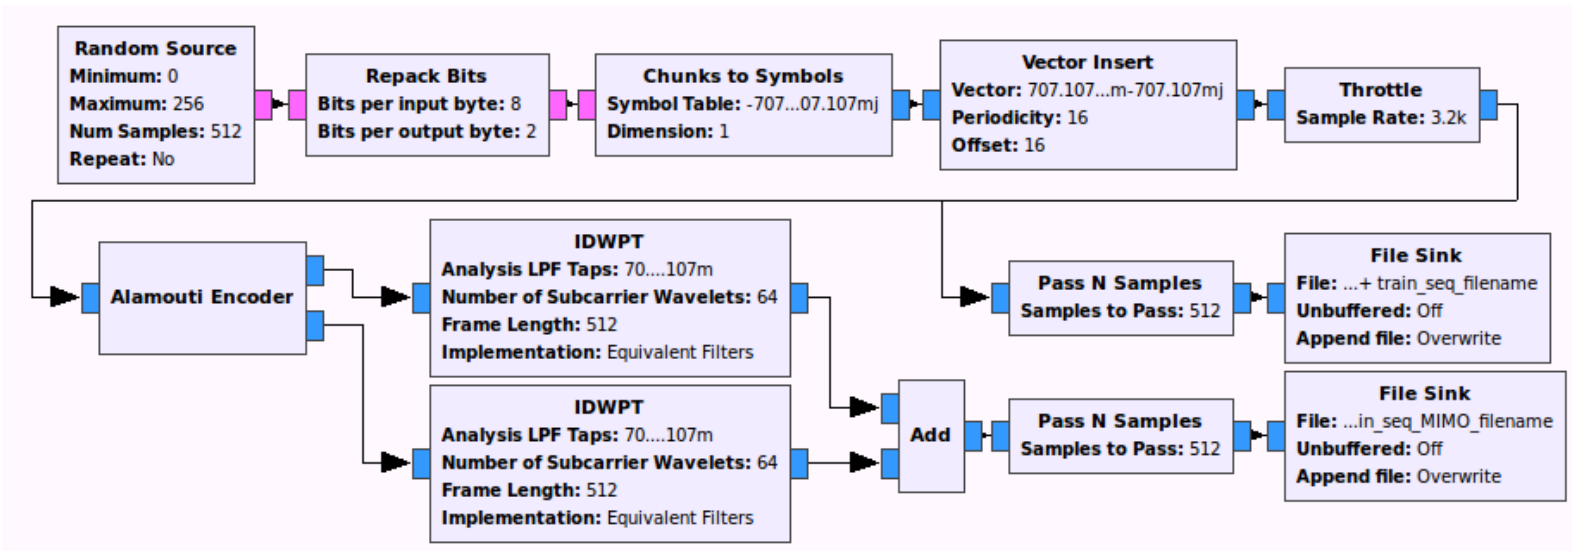 Random Source
Minimum: 0
Maximum: 256
Num Samples: 512
Repeat: No
Repack Bits
Bits per input byte: 8
Bits per output byte: 2
Chunks to Symbols
Symbol Table: -707...07.107mj
Dimension: 1
Vector Insert
Vector: 707.107...m-707.107mj
Periodicity: 16
Offset: 16
Throttle
Sample Rate: 3.2k
Alamouti Encoder
IDWPT
Analysis LPF Taps: 70....107m
Number of Subcarrier Wavelets: 64
Frame Length: 512
Implementation: Equivalent Filters
Pass N Samples
Samples to Pass: 512
File Sink
File: ...+ train_seq_filename
Unbuffered: Off
Append file: Overwrite
IDWPT
Analysis LPF Taps: 70....107m
Number of Subcarrier Wavelets: 64
Frame Length: 512
Implementation: Equivalent Filters
Add
Pass N Samples
Samples to Pass: 512
File Sink
File: ...in_seq_MIMO_filename
Unbuffered: Off
Append file: Overwrite